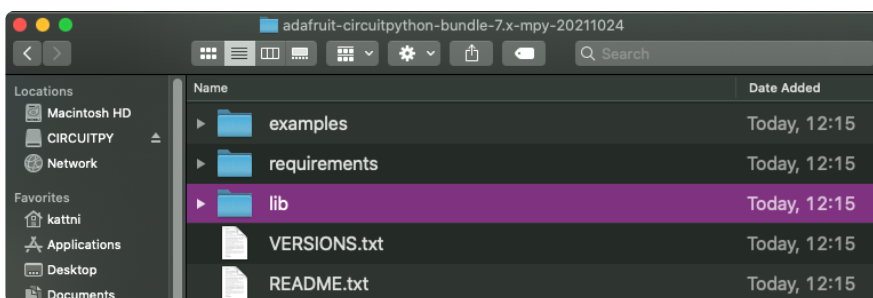 adafruit-circuitpython-bundle-7.x-mpy-20211024
Search
Locations
Macintosh HD
CIRCUITPY
Network
Favorites
kattni
Applications
Desktop
Documents
Name Date Added
examples Today, 12:15
requirements Today, 12:15
lib Today, 12:15
VERSIONS.txt Today, 12:15
README.txt Today, 12:15